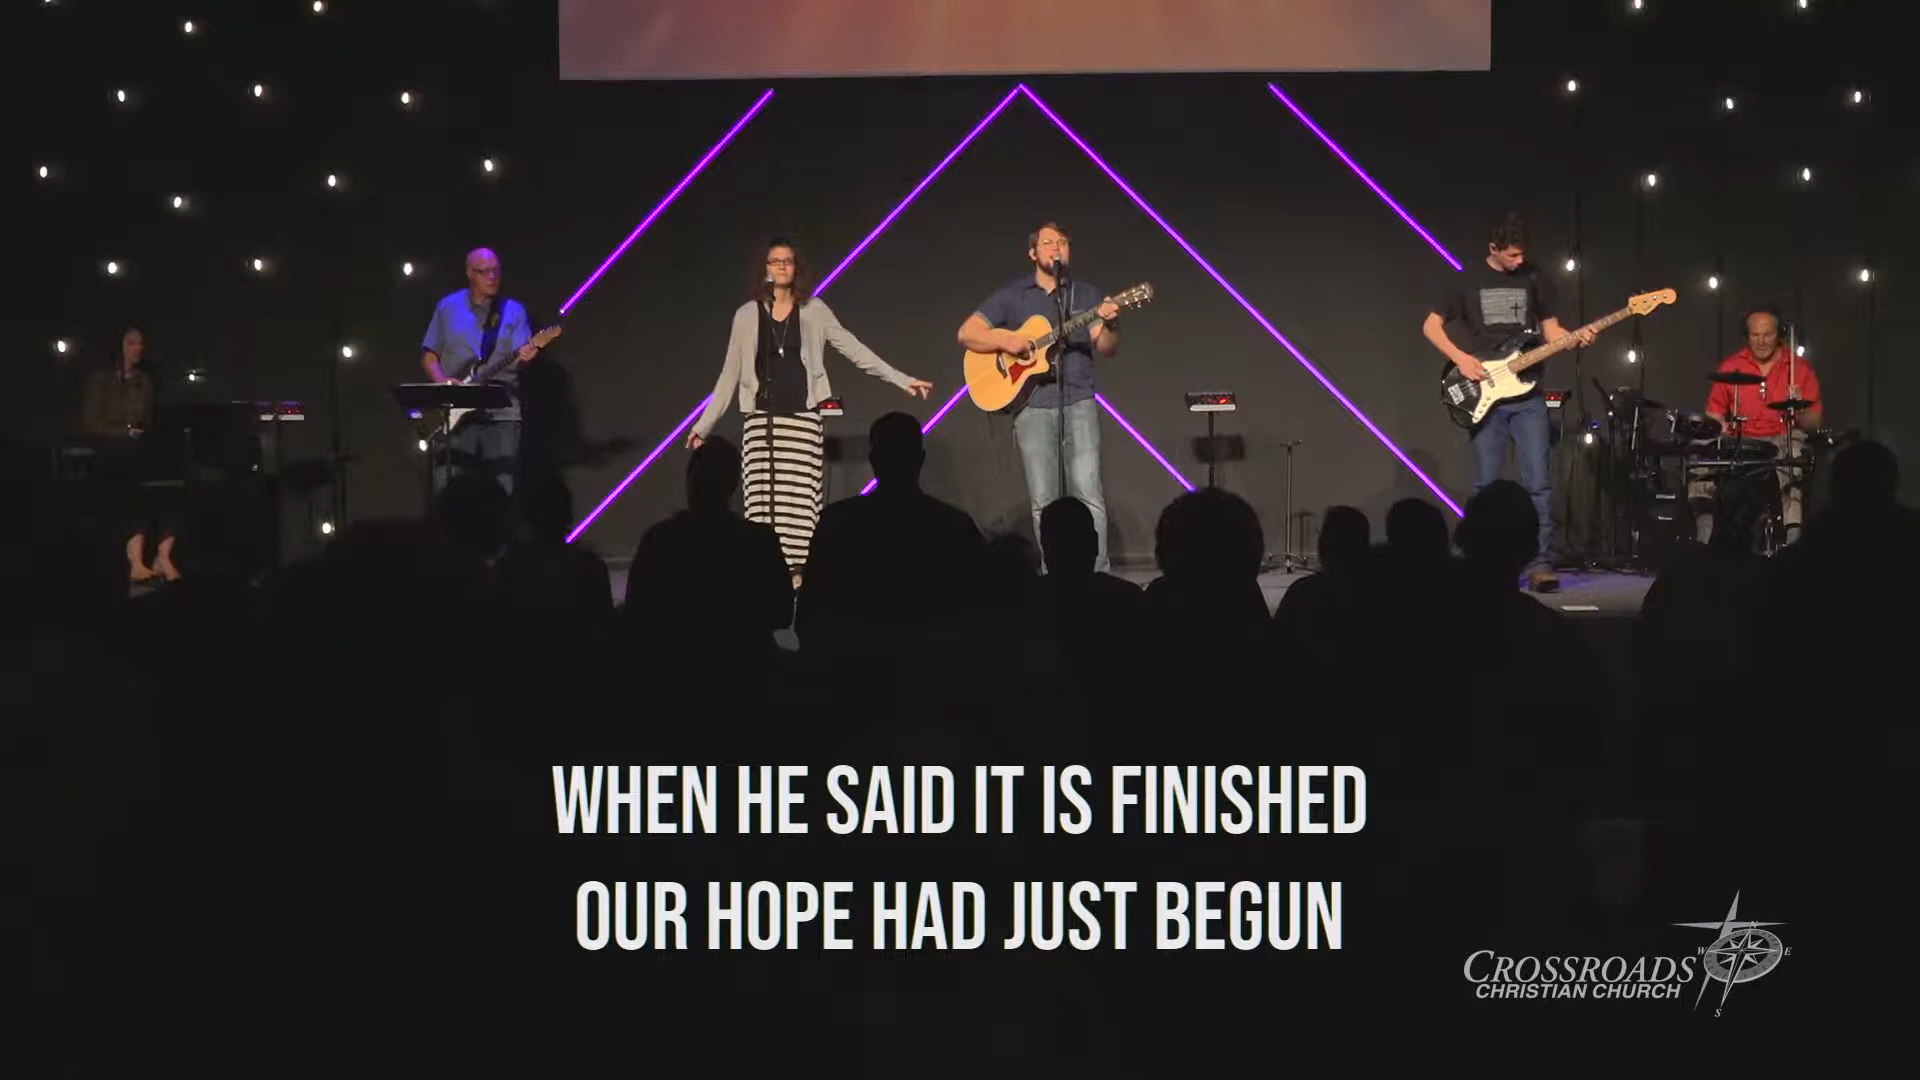 WHEN HE SAID IT IS FINISHED
OUR HOPE HAD JUST BEGUN
CROSSROADS
CHRISTIAN CHURCH
N
W
E
S